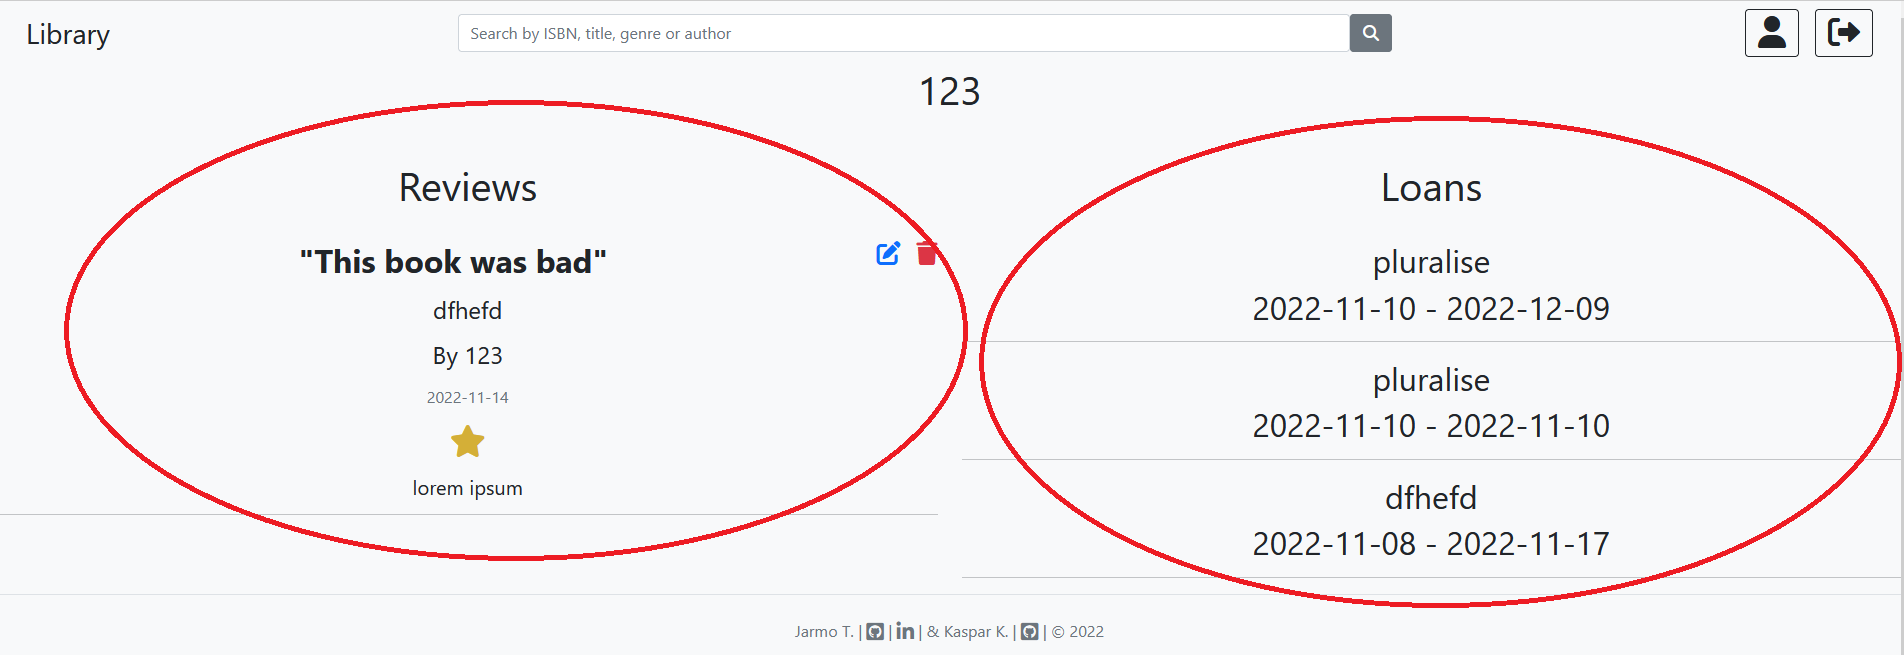 Library
Search by ISBN, title, genre or author
123
Reviews
"This book was bad"
dfhefd
By 123
2022-11-14
lorem ipsum
Loans
pluralise
2022-11-10 - 2022-12-09
pluralise
2022-11-10 - 2022-11-10
dfhefd
2022-11-08 - 2022-11-17
Jarmo T. | | in | & Kaspar K. | | © 2022